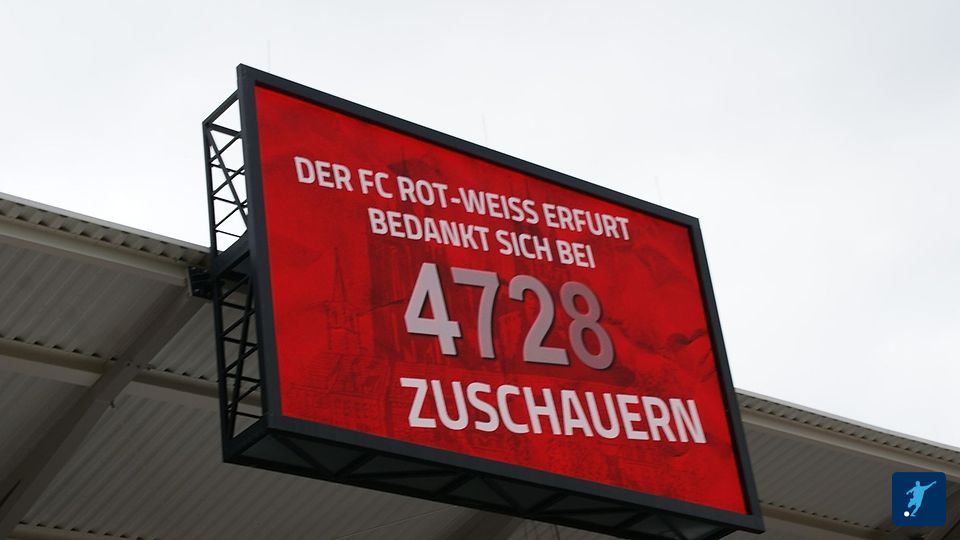 DER FC ROT-WEISS ERFURT
BEDANKT SICH BEI
4728
ZUSCHAUERN